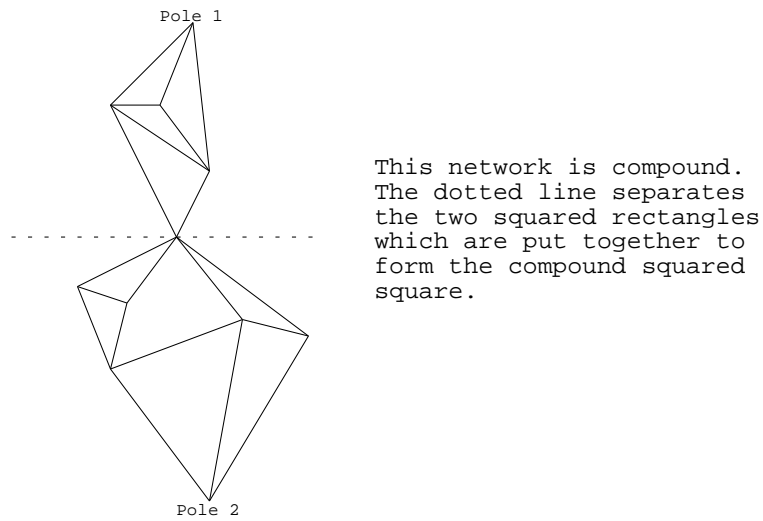 Pole 1
This network is compound.
The dotted line separates
the two squared rectangles
which are put together to
form the compound squared
square.
Pole 2